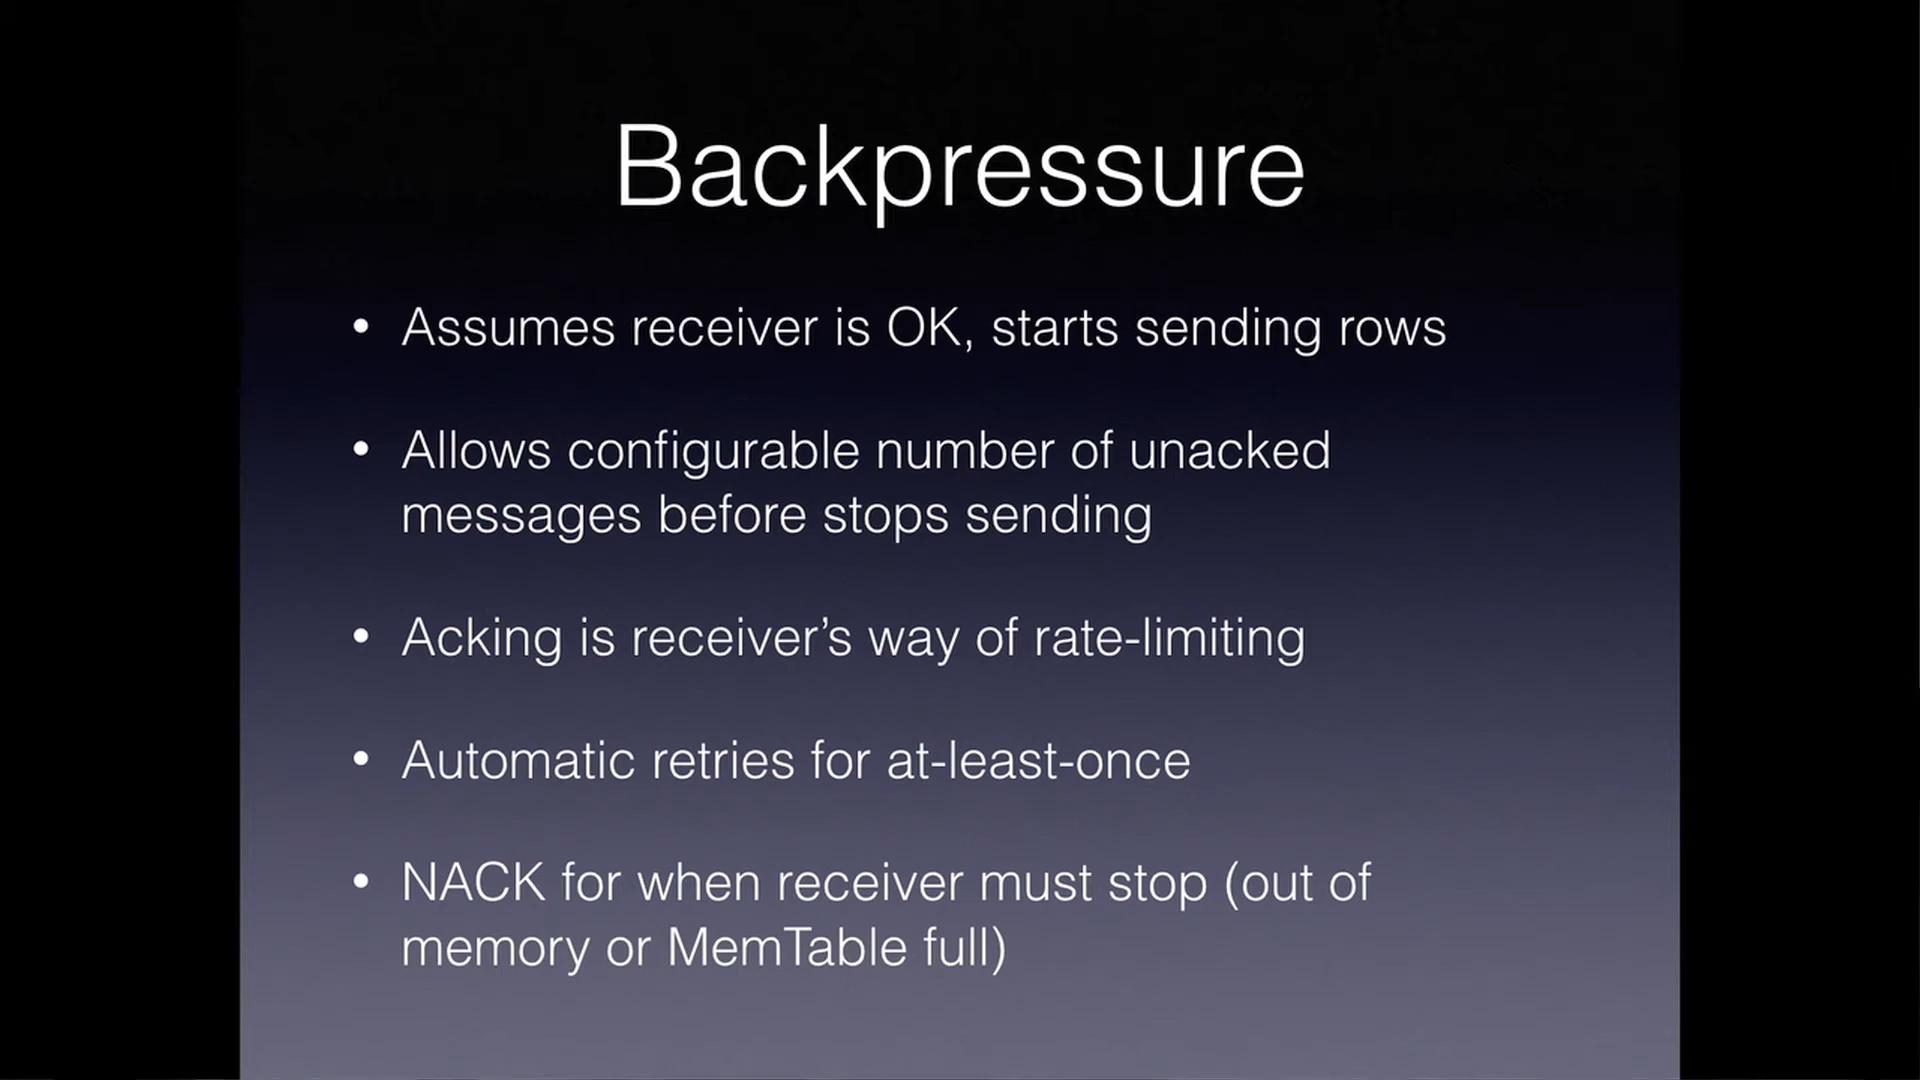 Backpressure
• Assumes receiver is OK, starts sending rows
• Allows configurable number of unacked
messages before stops sending
• Acking is receiver’s way of rate-limiting
• Automatic retries for at-least-once
• NACK for when receiver must stop (out of
memory or MemTable full)